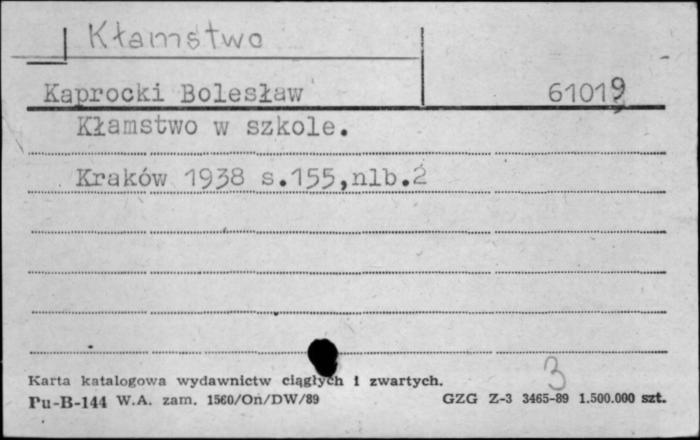 Kłamstwo
Kaprocki Bolesław 61019
Kłamstwo w szkole.
Kraków 1938 s.155,nlb.2
3
Karta katalogowa wydawnictw ciągłych i zwartych.
Pu-B-144 W.A. zam. 1560/On/DW/89 GZG Z-3 3465-89 1.500.000 szt.